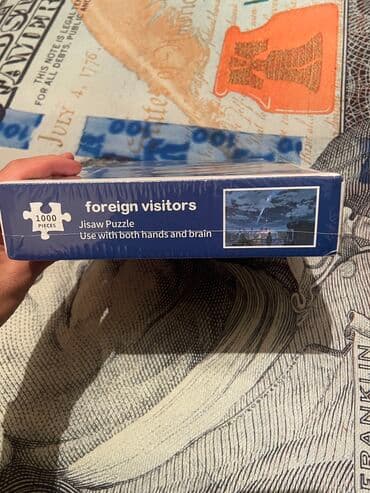 THIS NOTE IS LEGAL
FOR ALL DEBTS, PUBLIC AND
JULY 4, 1776
1000
PIECES
foreign visitors
Jisaw Puzzle
Use with both hands and brain
FRANKLIN